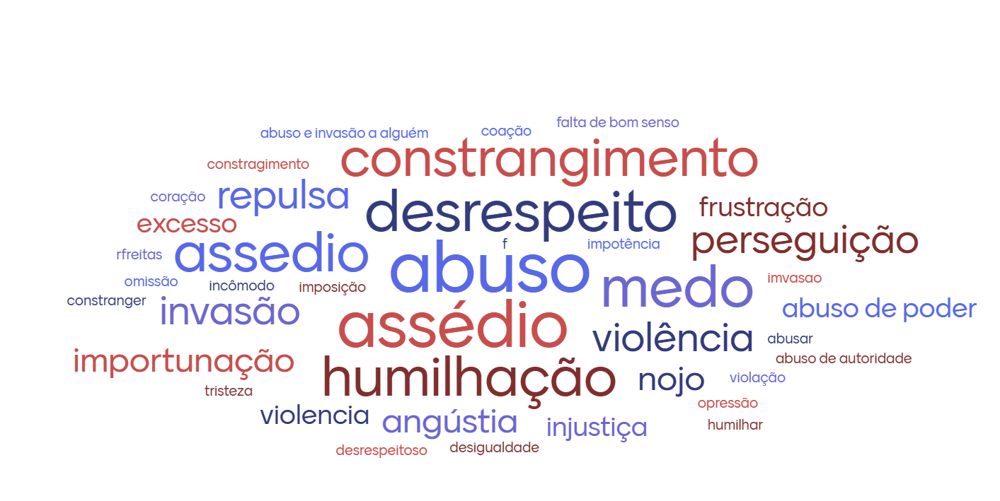 falta de bom senso
abuso e invasão a alguém
coação
constrangimento
constragimento
repulsa
coração
desrespeito
frustração
excesso
perseguição
f
impotência
rfreitas
assedio
abuso
medo
imvasao
omissão
incômodo
imposição
constranger
invasão
abuso de poder
assédio
violência
abusar
importunação
abuso de autoridade
humilhação
nojo
violação
tristeza
opressão
violencia
angústia
injustiça
humilhar
desrespeitoso
desigualdade